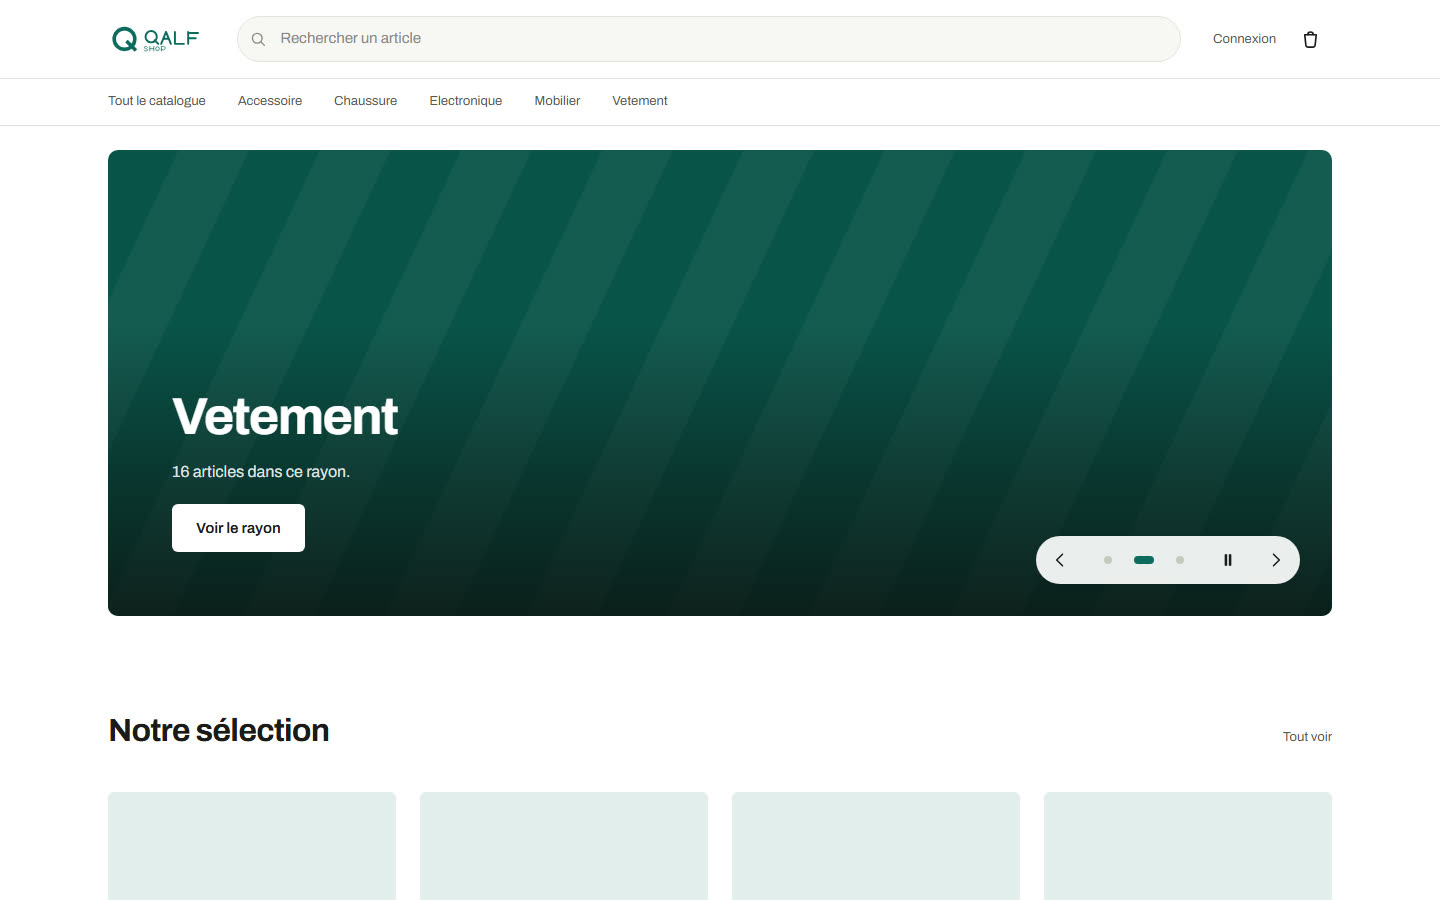 QALF
SHOP
Rechercher un article
Connexion
Tout le catalogue
Accessoire
Chaussure
Electronique
Mobilier
Vetement
Vetement
16 articles dans ce rayon.
Voir le rayon
Notre sélection
Tout voir